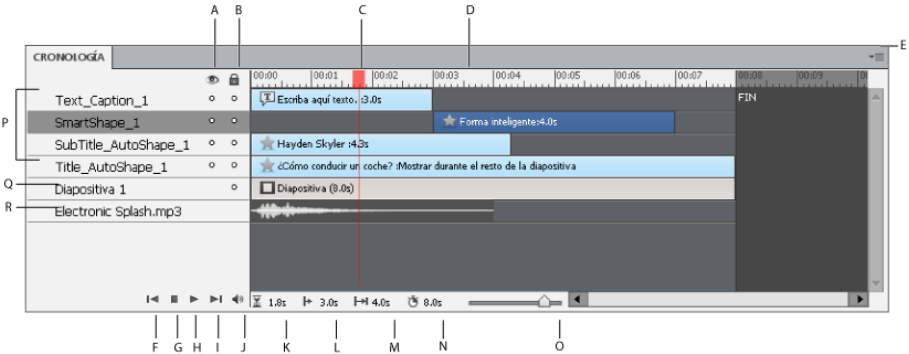 A B C D
E
CRONOLOGÍA
00:00 00:01 00:02 00:03 00:04 00:05 00:06 00:07 00:08 00:09
Text_Caption_1 Escriba aquí texto. :3.0s FIN
P
SmartShape_1 Forma inteligente:4.0s
SubTitle_AutoShape_1 Hayden Skyler :4.3s
Title_AutoShape_1 ¿Cómo conducir un coche? :Mostrar durante el resto de la diapositiva
Q Diapositiva 1 Diapositiva (8.0s)
R Electronic Splash.mp3
1.8s 3.0s 4.0s 8.0s
F G H I J K L M N O